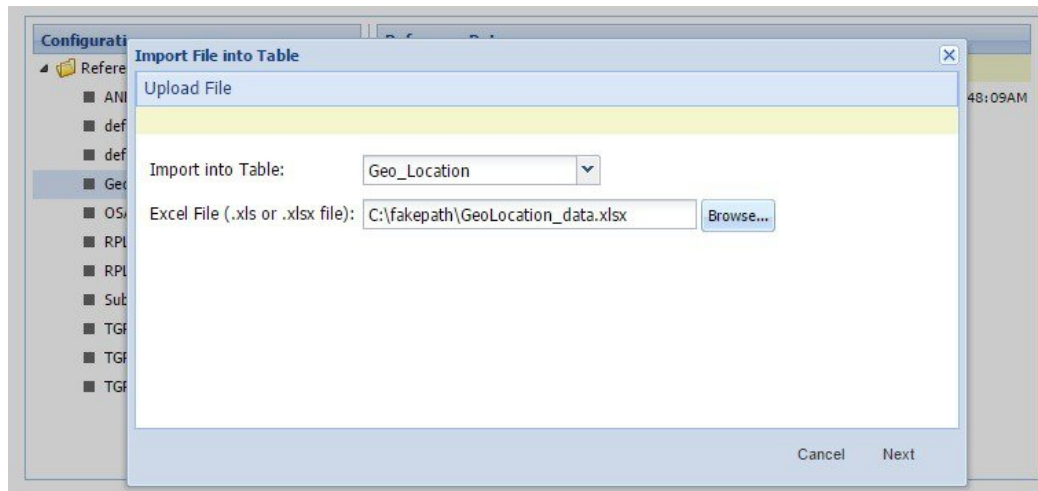 Configurati
Import File into Table
Refere
Upload File
ANI
48:09AM
def
def
Import into Table: Geo_Location
Geo
OSA
Excel File (.xls or .xlsx file): C:\fakepath\GeoLocation_data.xlsx Browse...
RPL
RPL
Sub
TGF
TGF
TGF
Cancel Next